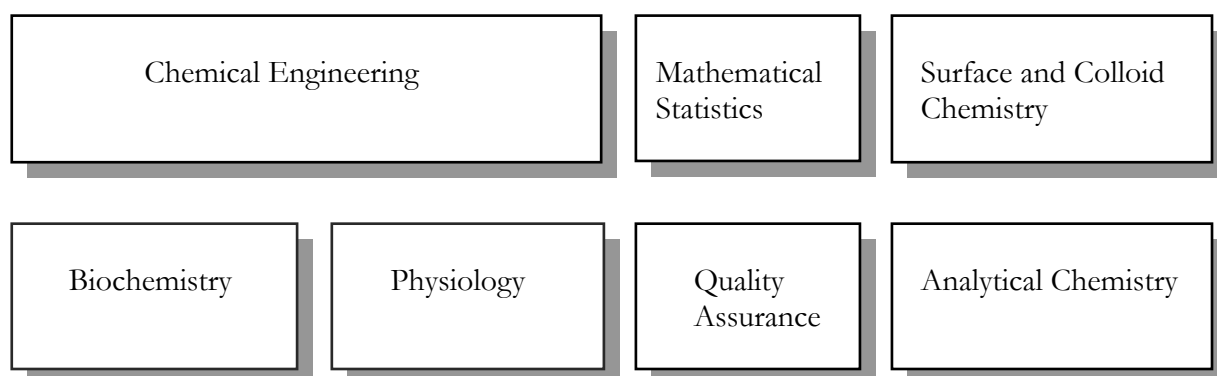 Chemical Engineering
Mathematical
Statistics
Surface and Colloid
Chemistry
Biochemistry
Physiology
Quality
Assurance
Analytical Chemistry